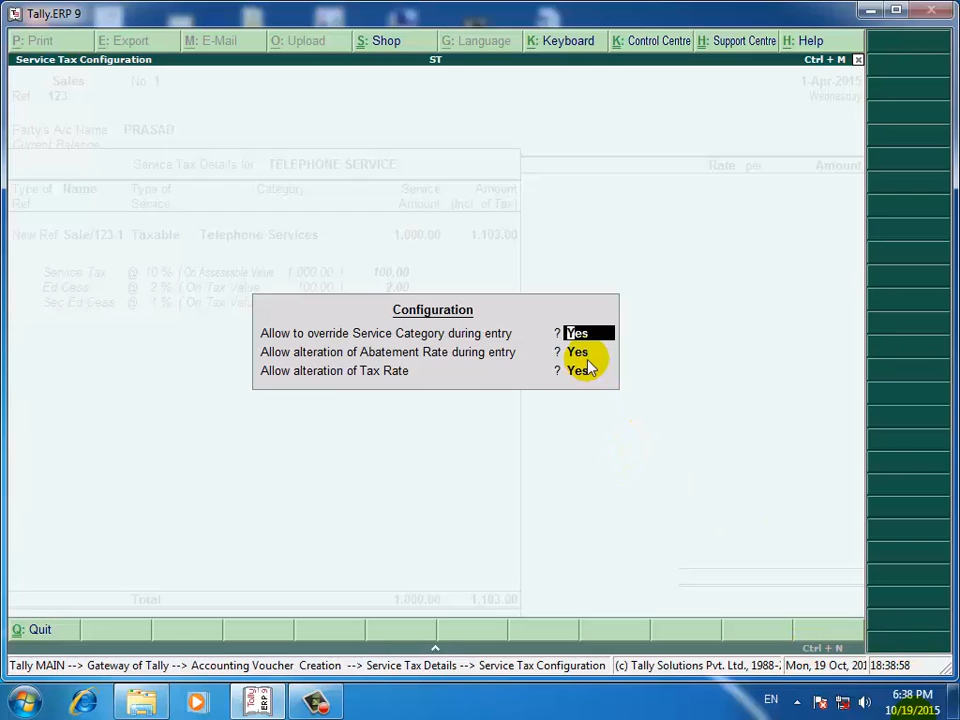 Tally.ERP 9
P: Print E: Export M: E-Mail O: Upload S: Shop G: Language K: Keyboard K: Control Centre H: Support Centre H: Help
Service Tax Configuration ST Ctrl + M
Sales No 1 1-Apr-2015
Ref 123 Wednesday
Party's A/c Name PRASAD
Current Balance
Service Tax Details for TELEPHONE SERVICE Rate per Amount
Type of Name Type of Category Service Amount
Ref Service Amount (Incl. of Tax)
New Ref Sale/123-1 Taxable Telephone Services 1,000.00 1,103.00
Service Tax @ 10 % ( On Assessable Value 1,000.00 ) 100.00
Ed Cess @ 2 % ( On Tax Value 100.00 ) 2.00
Sec Ed Cess @ 1 % ( On Tax Valu
Configuration
Allow to override Service Category during entry ? Yes
Allow alteration of Abatement Rate during entry ? Yes
Allow alteration of Tax Rate ? Yes
Total 1,000.00 1,103.00
Q: Quit
Ctrl + N
Tally MAIN --> Gateway of Tally --> Accounting Voucher Creation --> Service Tax Details --> Service Tax Configuration (c) Tally Solutions Pvt. Ltd., 1988-2 Mon, 19 Oct, 201 18:38:58
Tally ERP 9
EN 6:38 PM
10/19/2015